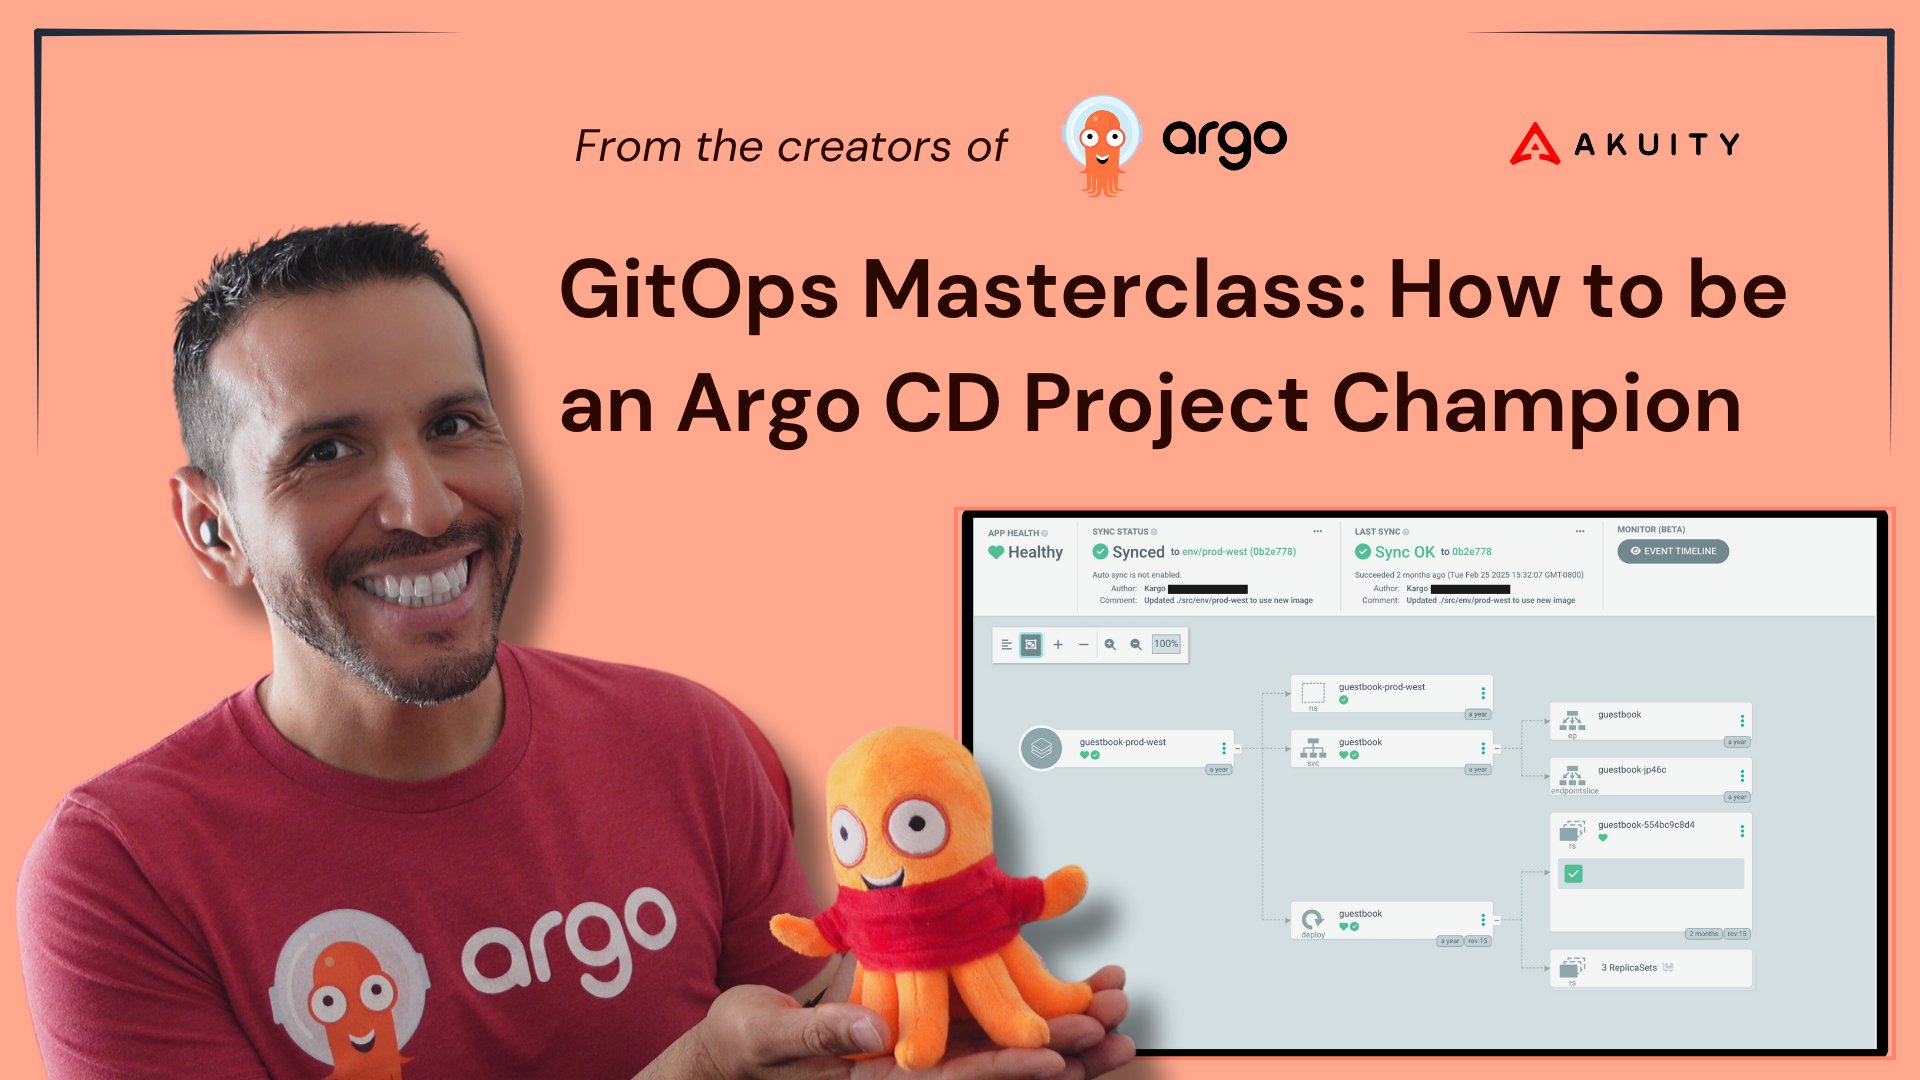 From the creators of
argo
AKUITY
GitOps Masterclass: How to be
an Argo CD Project Champion
argo
APP HEALTH
Healthy
SYNC STATUS
Synced to env/prod-west (0b2e778)
Auto sync is not enabled.
Author: Kargo
Comment: Updated ./src/env/prod-west to use new image
LAST SYNC
Sync OK to 0b2e778
Succeeded 2 months ago (Tue Feb 25 2025 15:32:07 GMT-0800)
Author: Kargo
Comment: Updated ./src/env/prod-west to use new image
MONITOR (BETA)
EVENT TIMELINE
100%
guestbook-prod-west
a year
guestbook-prod-west
ns
a year
guestbook
svc
a year
guestbook
deploy
a year
rev:15
guestbook
ep
a year
guestbook-jp46c
endpointslice
a year
guestbook-554bc9c8d4
rs
2 months
rev:15
3 ReplicaSets
rs